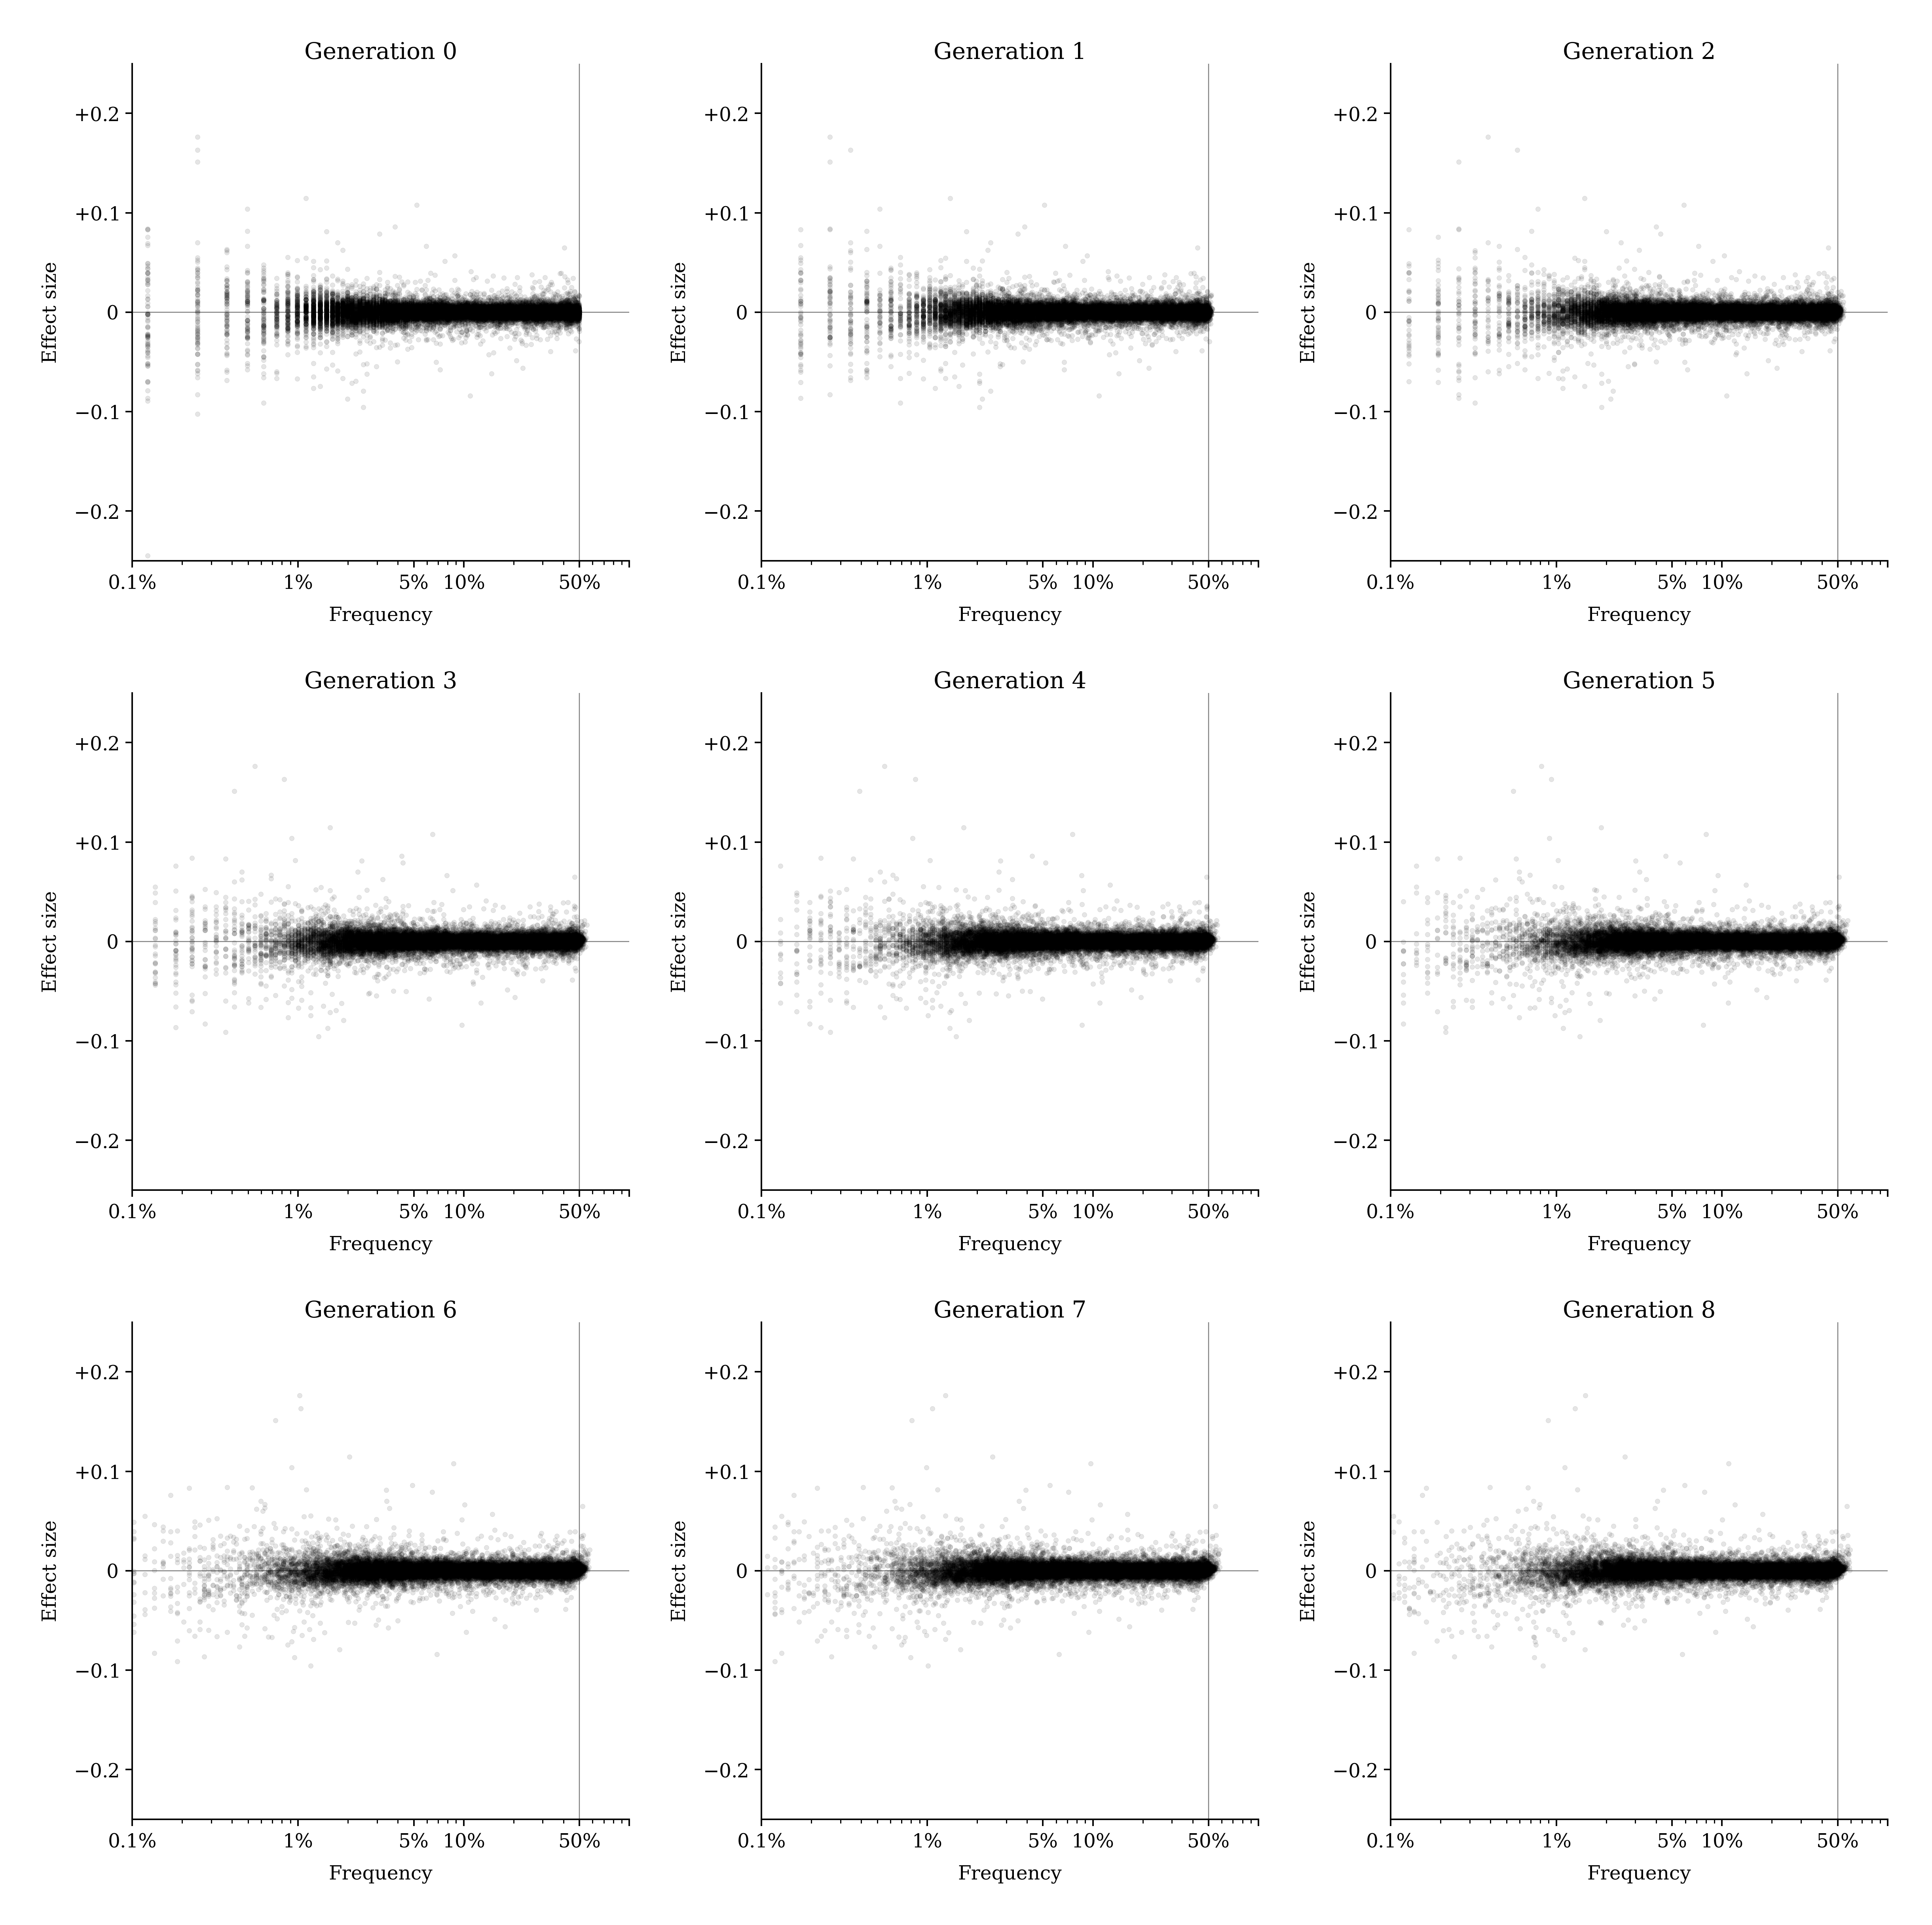 Generation 0
Generation 1
Generation 2
+0.2
+0.1
0
−0.1
−0.2
Effect size
0.1% 1% 5% 10% 50%
Frequency
+0.2
+0.1
0
−0.1
−0.2
Effect size
0.1% 1% 5% 10% 50%
Frequency
+0.2
+0.1
0
−0.1
−0.2
Effect size
0.1% 1% 5% 10% 50%
Frequency
Generation 3
Generation 4
Generation 5
+0.2
+0.1
0
−0.1
−0.2
Effect size
0.1% 1% 5% 10% 50%
Frequency
+0.2
+0.1
0
−0.1
−0.2
Effect size
0.1% 1% 5% 10% 50%
Frequency
+0.2
+0.1
0
−0.1
−0.2
Effect size
0.1% 1% 5% 10% 50%
Frequency
Generation 6
Generation 7
Generation 8
+0.2
+0.1
0
−0.1
−0.2
Effect size
0.1% 1% 5% 10% 50%
Frequency
+0.2
+0.1
0
−0.1
−0.2
Effect size
0.1% 1% 5% 10% 50%
Frequency
+0.2
+0.1
0
−0.1
−0.2
Effect size
0.1% 1% 5% 10% 50%
Frequency